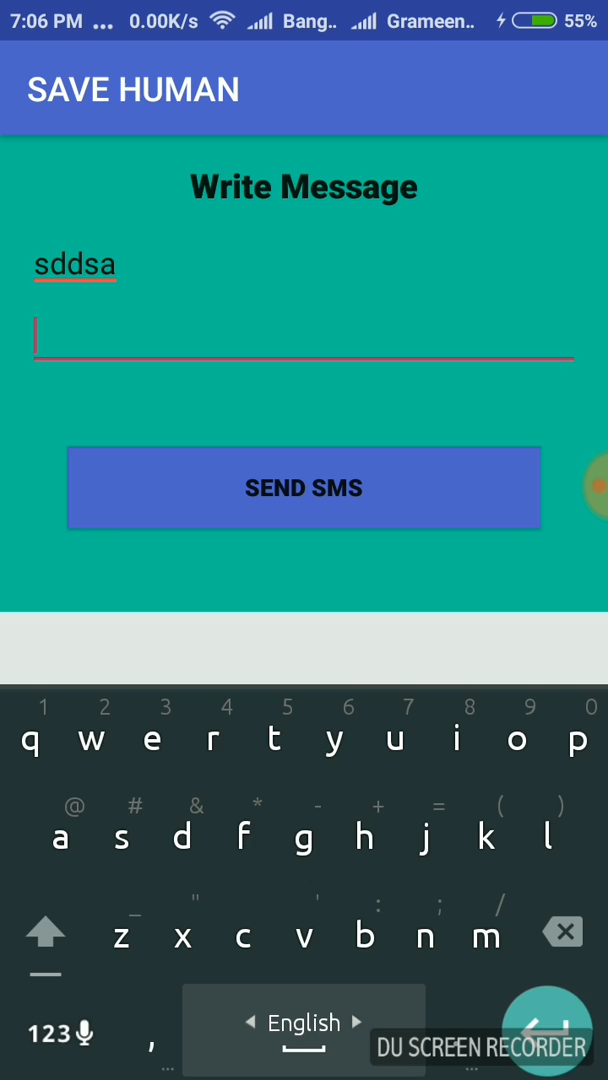 7:06 PM ... 0.00K/s Bang.. Grameen.. 55%
SAVE HUMAN
Write Message
sddsa
SEND SMS
1 2 3 4 5 6 7 8 9 0
q w e r t y u i o p
@ # & * - + = ( )
a s d f g h j k l
_ " ' : ; /
z x c v b n m
123 , English
... ...
DU SCREEN RECORDER